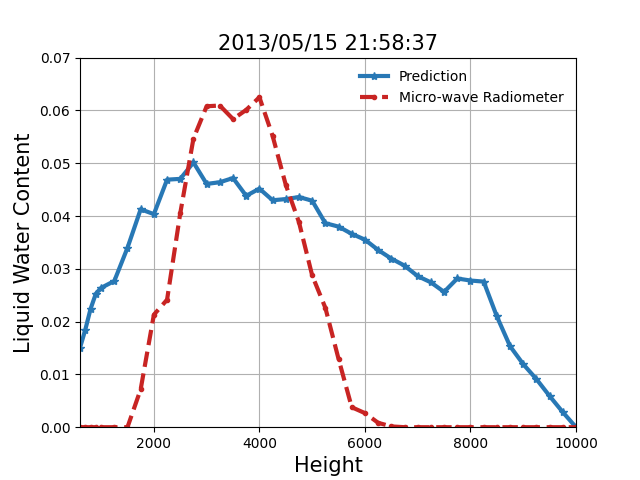 2013/05/15 21:58:37
Prediction
Micro-wave Radiometer
Liquid Water Content
0.07
0.06
0.05
0.04
0.03
0.02
0.01
0.00
2000 4000 6000 8000 10000
Height